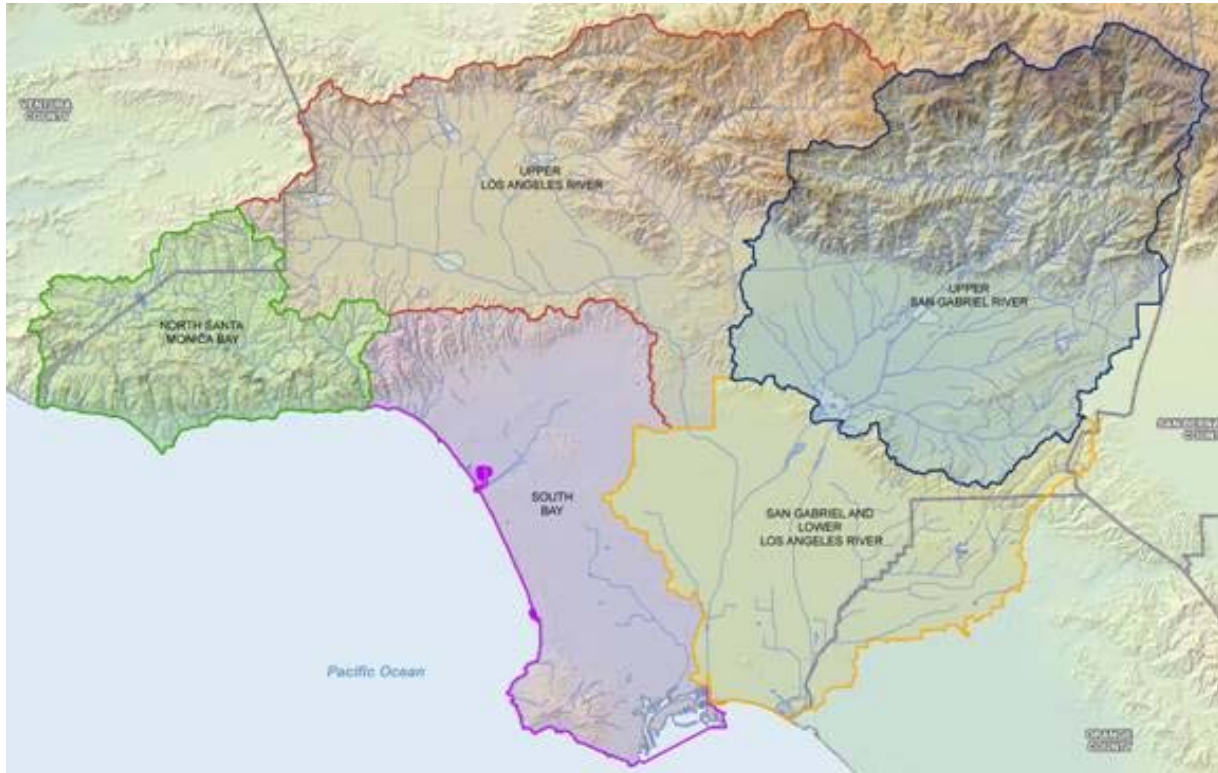 VENTURA
COUNTY
UPPER
LOS ANGELES RIVER
UPPER
SAN GABRIEL RIVER
NORTH SANTA
MONICA BAY
SOUTH
BAY
SAN GABRIEL AND
LOWER
LOS ANGELES RIVER
Pacific Ocean
ORANGE
COUNTY